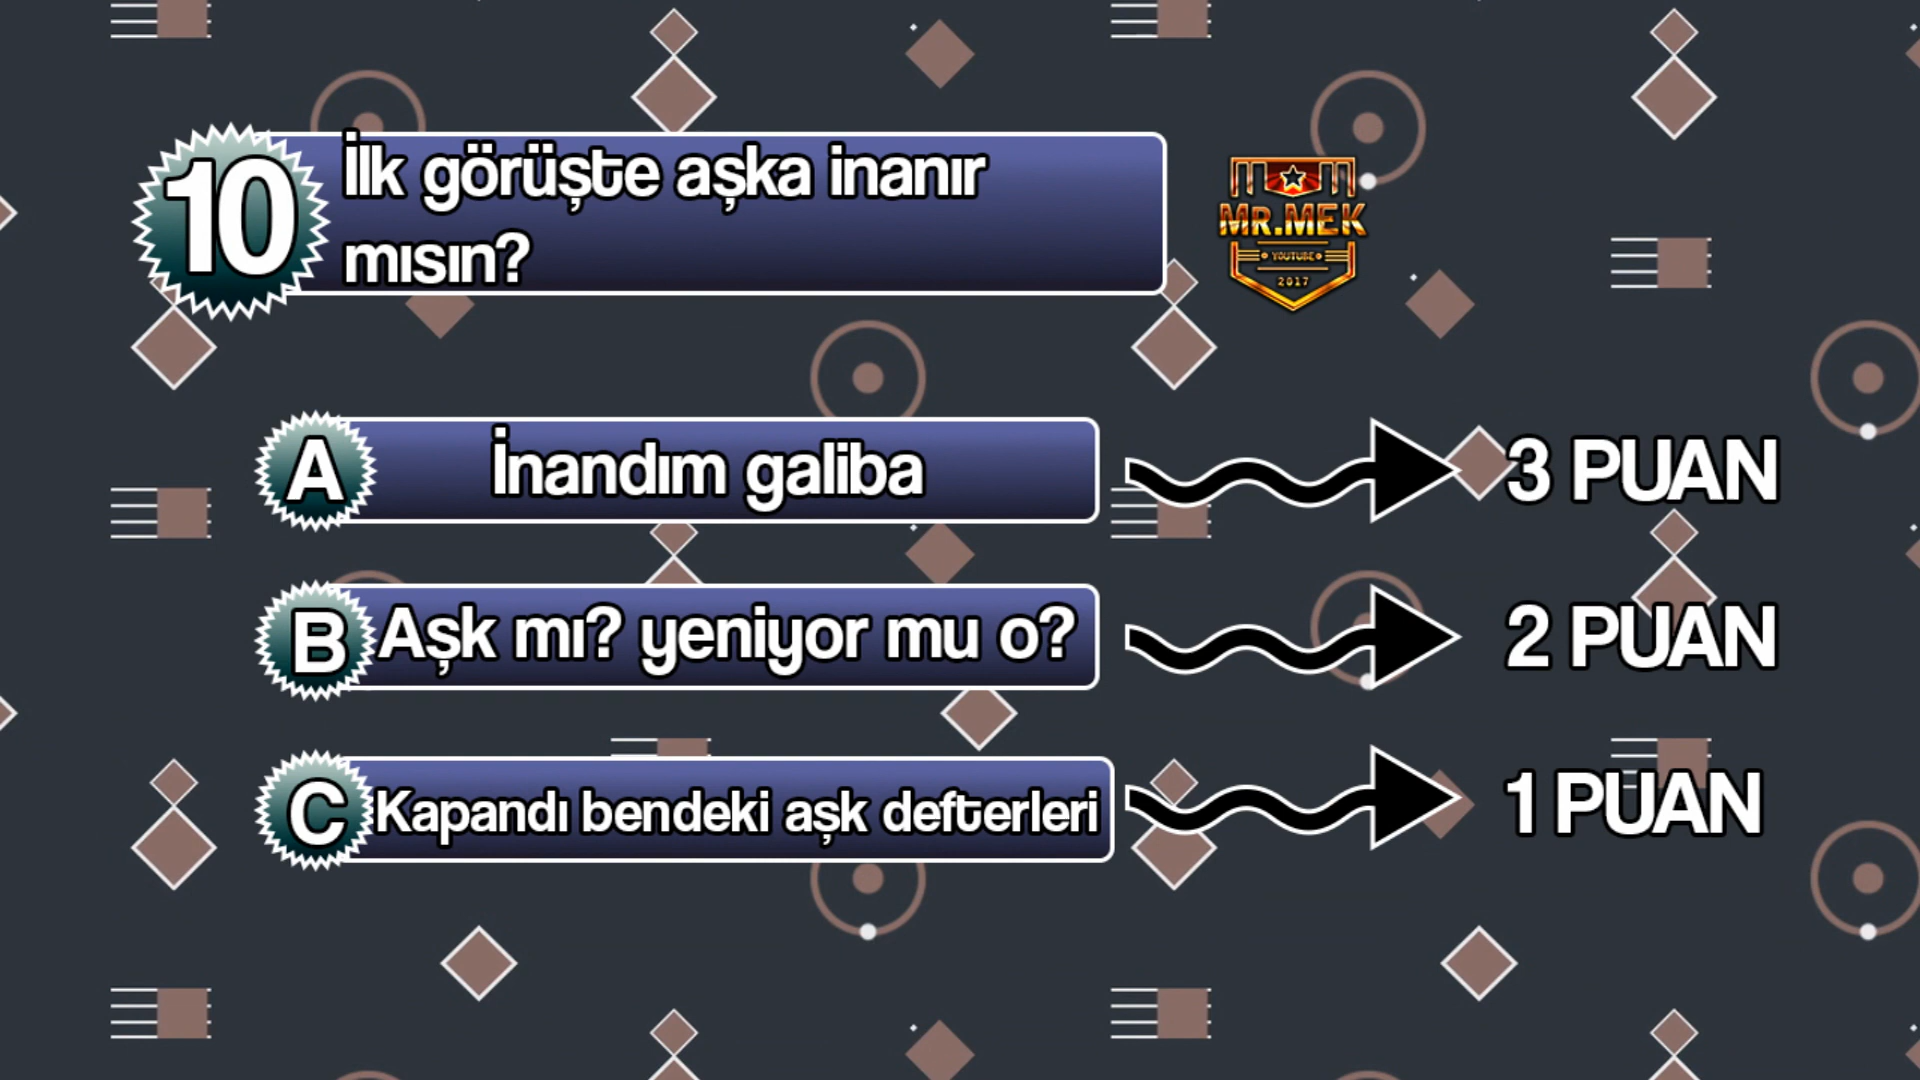 10
İlk görüşte aşka inanır
mısın?
MR.MEK
YOUTUBE
2017
A İnandım galiba 3 PUAN
B Aşk mı? yeniyor mu o? 2 PUAN
C Kapandı bendeki aşk defterleri 1 PUAN